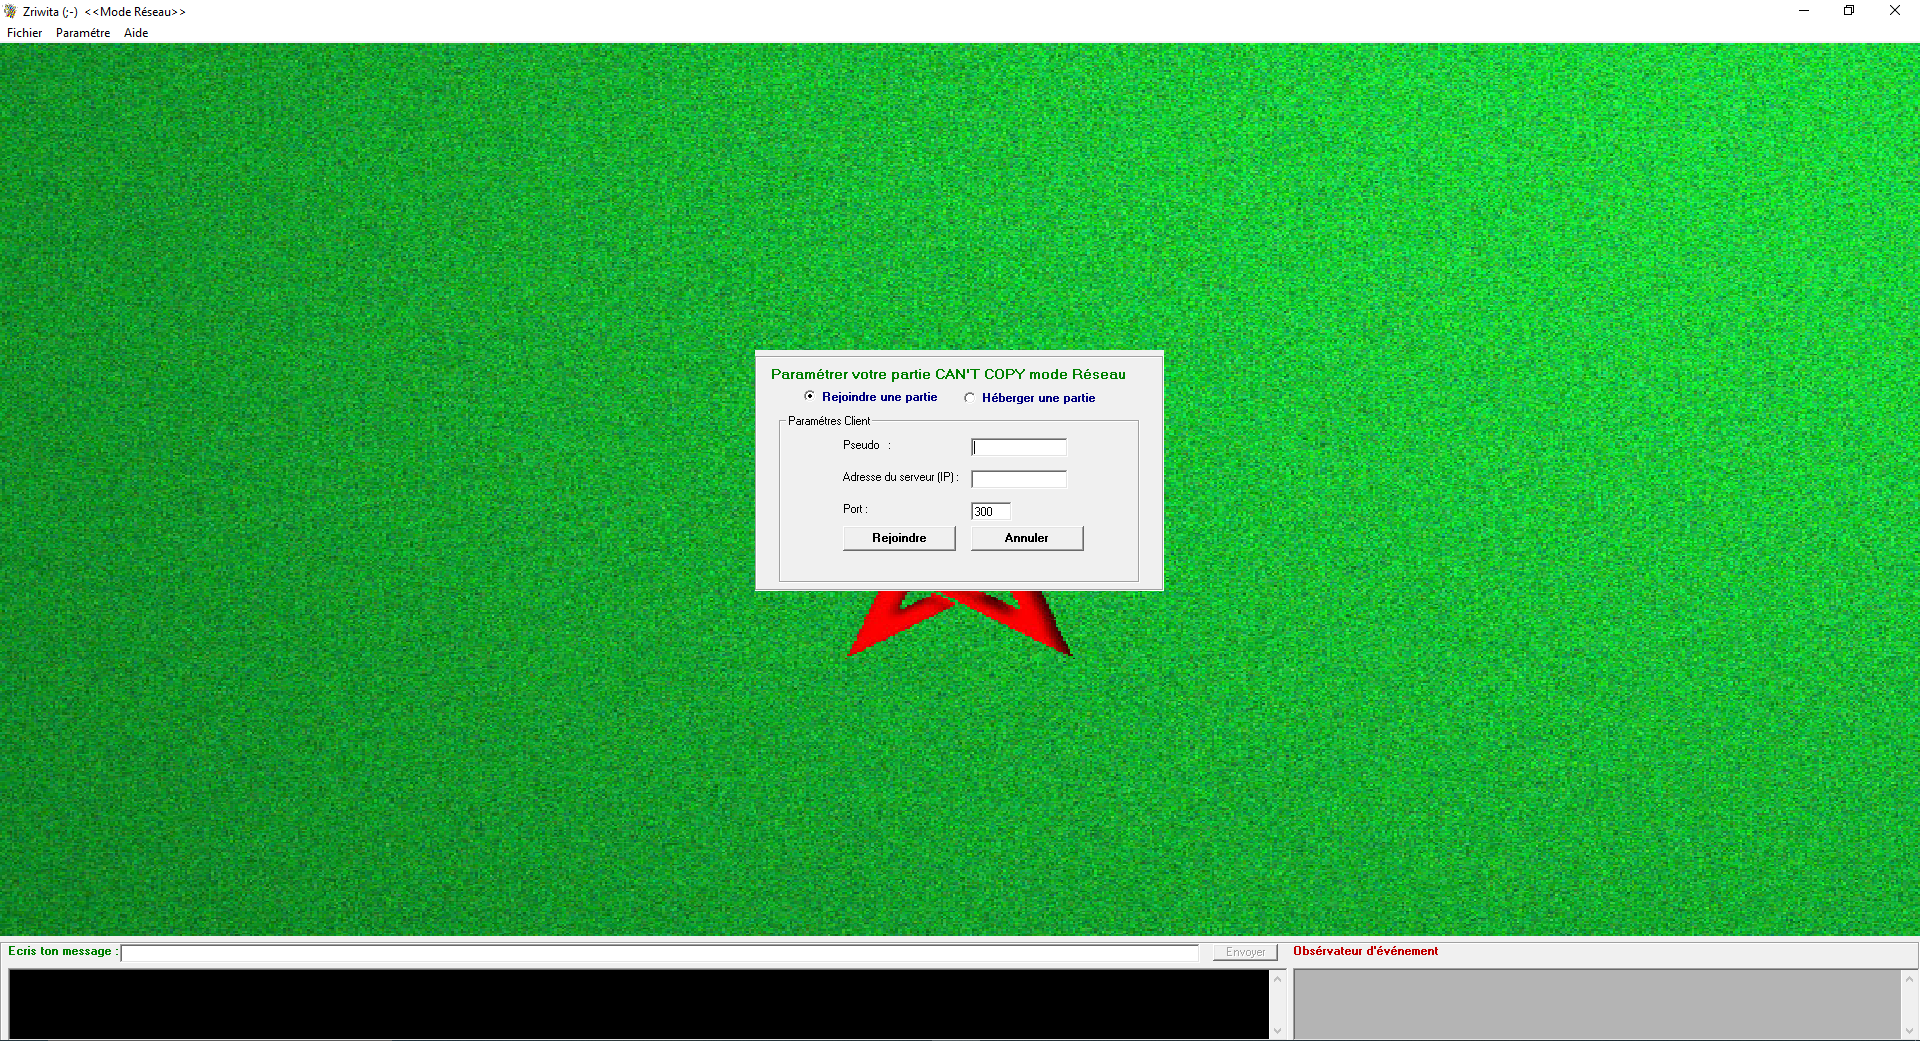 Zriwita (;-)  <<Mode Réseau>>
Fichier Paramétre Aide
Paramétrer votre partie CAN'T COPY mode Réseau
Rejoindre une partie Héberger une partie
Paramétres Client
Pseudo :
Adresse du serveur (IP) :
Port : 300
Rejoindre Annuler
Ecris ton message : Envoyer Obsérvateur d'événement